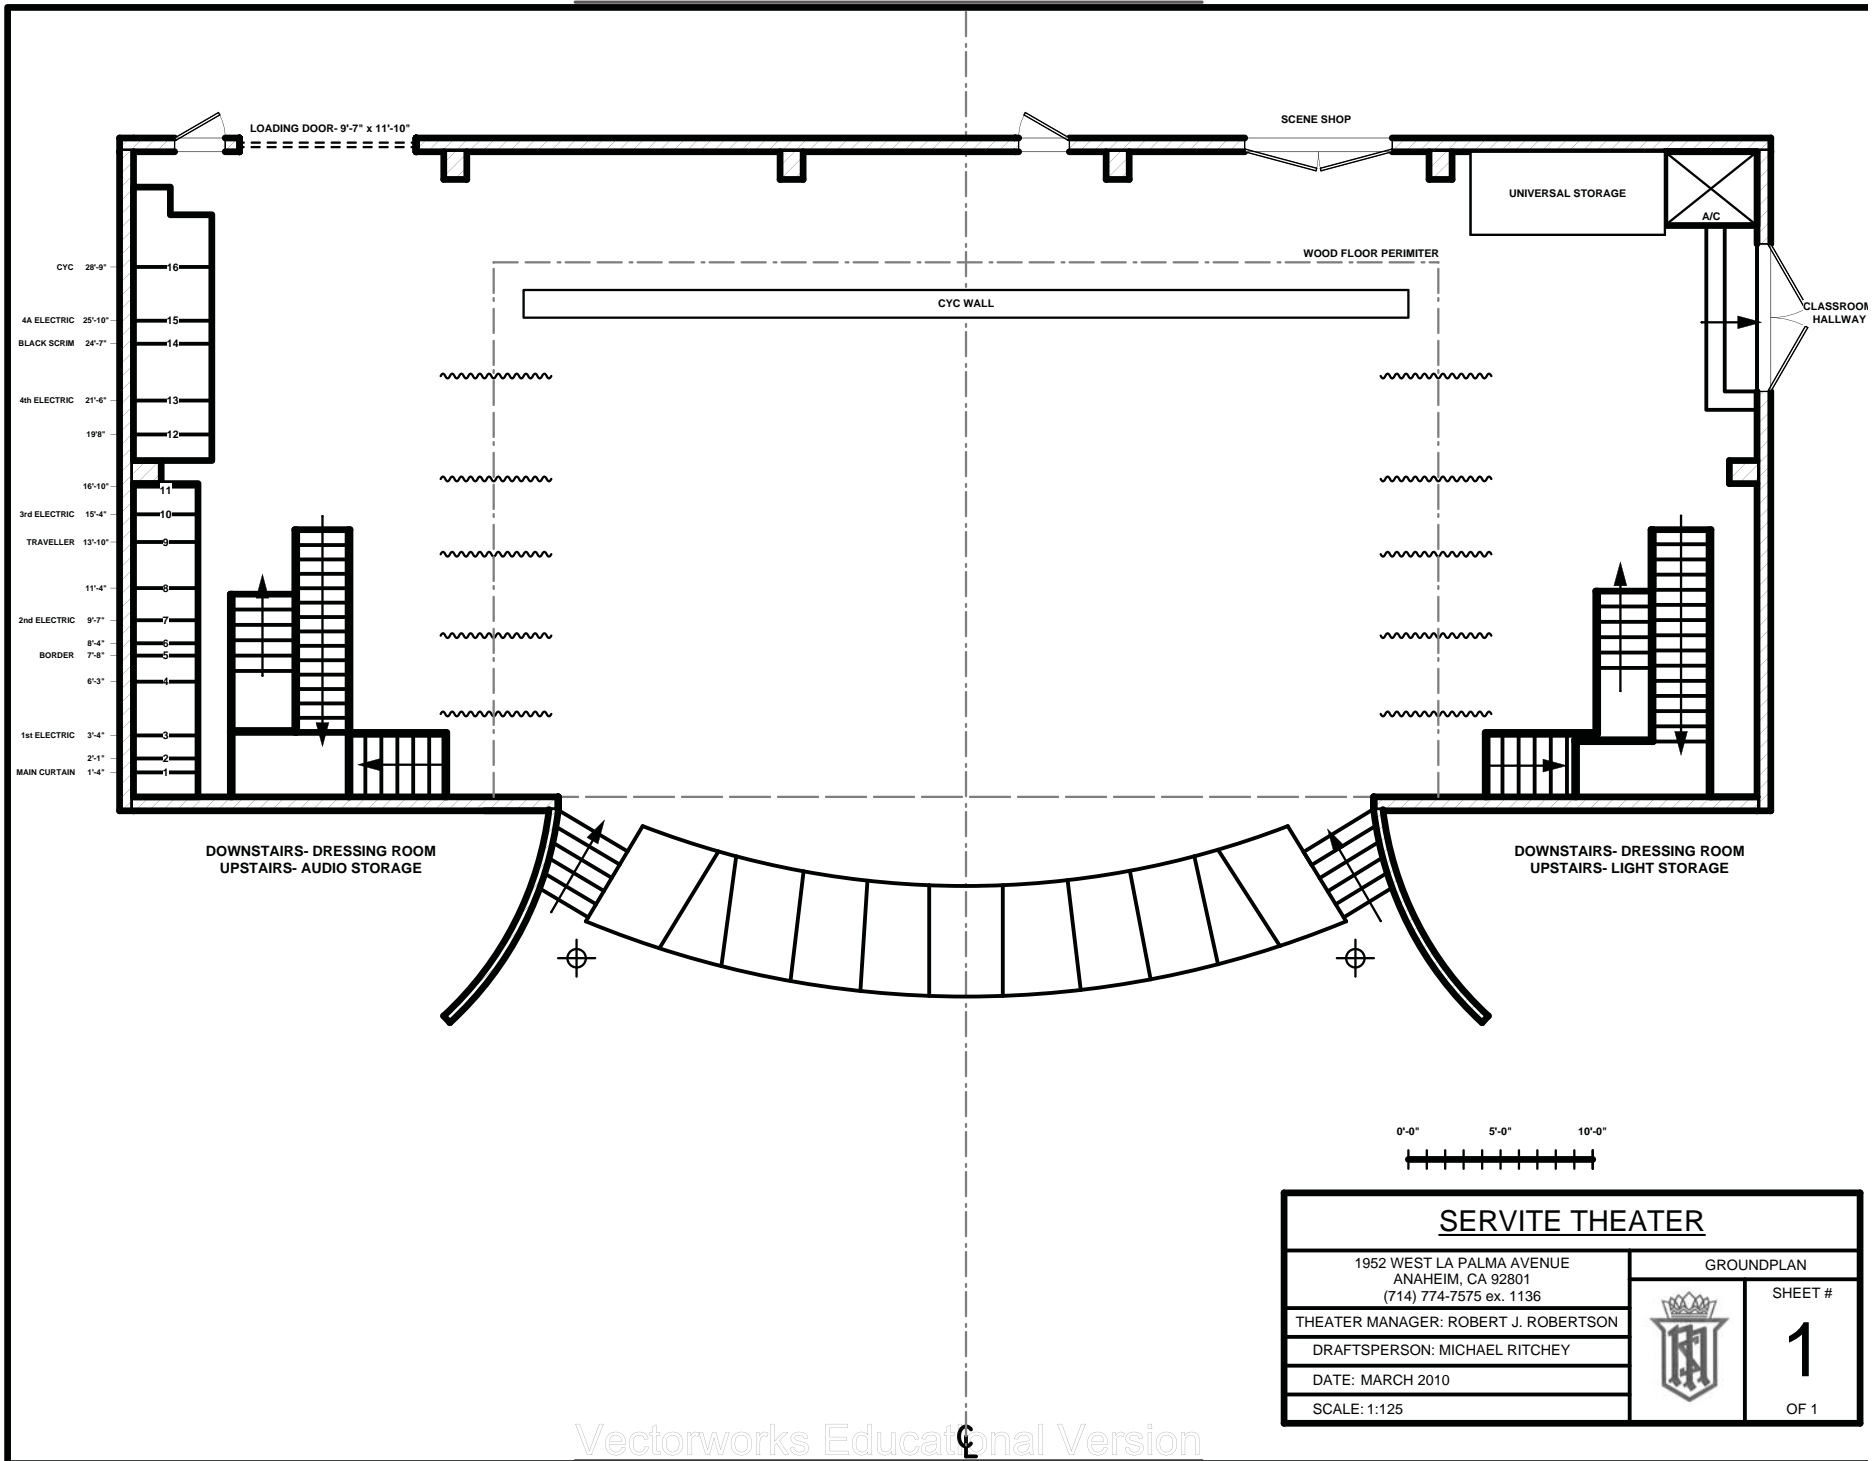 LOADING DOOR- 9'-7" x 11'-10"
SCENE SHOP
UNIVERSAL STORAGE
A/C
WOOD FLOOR PERIMITER
CYC WALL
CLASSROOM
HALLWAY
CYC 28'-9" 16
4A ELECTRIC 25'-10" 15
BLACK SCRIM 24'-7" 14
4th ELECTRIC 21'-6" 13
19'8" 12
16'-10" 11
3rd ELECTRIC 15'-4" 10
TRAVELLER 13'-10" 9
11'-4" 8
2nd ELECTRIC 9'-7" 7
8'-4" 6
BORDER 7'-8" 5
6'-3" 4
1st ELECTRIC 3'-4" 3
2'-1" 2
MAIN CURTAIN 1'-4" 1
DOWNSTAIRS- DRESSING ROOM
UPSTAIRS- AUDIO STORAGE
DOWNSTAIRS- DRESSING ROOM
UPSTAIRS- LIGHT STORAGE
0'-0" 5'-0" 10'-0"
SERVITE THEATER
1952 WEST LA PALMA AVENUE
ANAHEIM, CA 92801
(714) 774-7575 ex. 1136
THEATER MANAGER: ROBERT J. ROBERTSON
DRAFTSPERSON: MICHAEL RITCHEY
DATE: MARCH 2010
SCALE: 1:125
GROUNDPLAN
SHEET #
1
OF 1
Vectorworks Educational Version